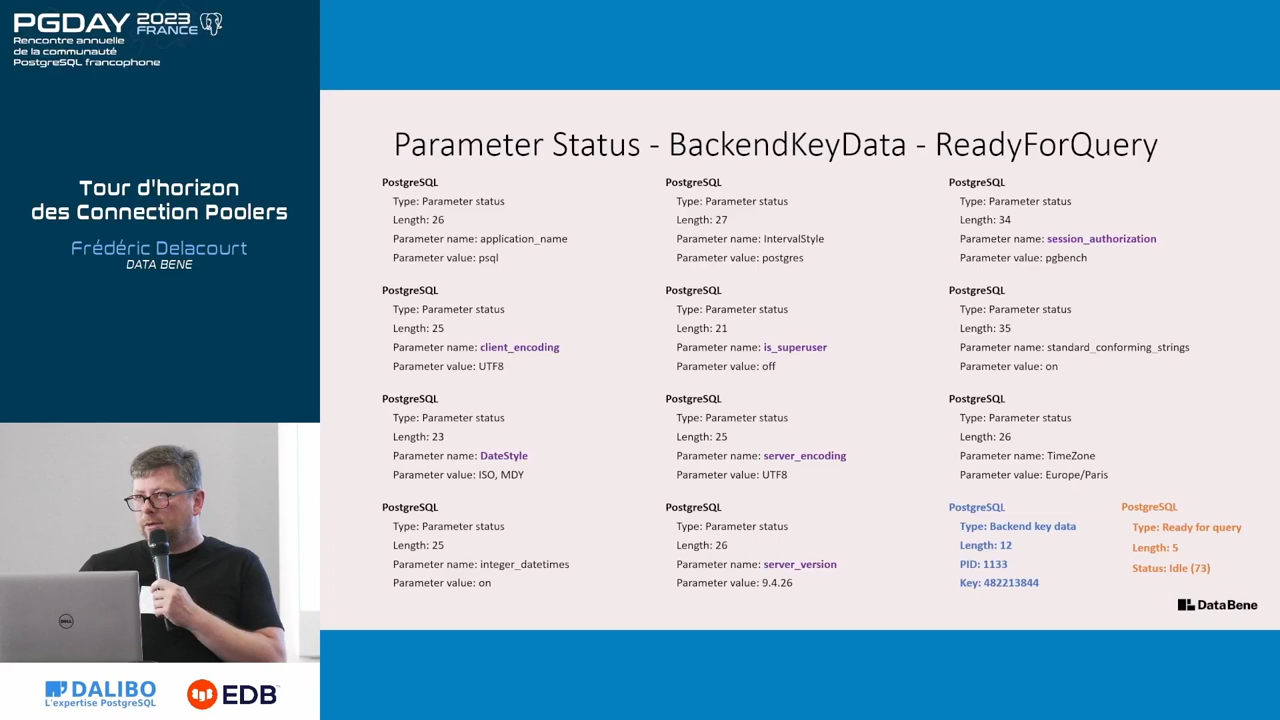 PGDAY 2023 FRANCE
Rencontre annuelle
de la communauté
PostgreSQL francophone
Tour d'horizon
des Connection Poolers
Frédéric Delacourt
DATA BENE
DELL
DALIBO
L'expertise PostgreSQL
EDB
Parameter Status - BackendKeyData - ReadyForQuery
PostgreSQL
Type: Parameter status
Length: 26
Parameter name: application_name
Parameter value: psql
PostgreSQL
Type: Parameter status
Length: 25
Parameter name: client_encoding
Parameter value: UTF8
PostgreSQL
Type: Parameter status
Length: 23
Parameter name: DateStyle
Parameter value: ISO, MDY
PostgreSQL
Type: Parameter status
Length: 25
Parameter name: integer_datetimes
Parameter value: on
PostgreSQL
Type: Parameter status
Length: 27
Parameter name: IntervalStyle
Parameter value: postgres
PostgreSQL
Type: Parameter status
Length: 21
Parameter name: is_superuser
Parameter value: off
PostgreSQL
Type: Parameter status
Length: 25
Parameter name: server_encoding
Parameter value: UTF8
PostgreSQL
Type: Parameter status
Length: 26
Parameter name: server_version
Parameter value: 9.4.26
PostgreSQL
Type: Parameter status
Length: 34
Parameter name: session_authorization
Parameter value: pgbench
PostgreSQL
Type: Parameter status
Length: 35
Parameter name: standard_conforming_strings
Parameter value: on
PostgreSQL
Type: Parameter status
Length: 26
Parameter name: TimeZone
Parameter value: Europe/Paris
PostgreSQL
Type: Backend key data
Length: 12
PID: 1133
Key: 482213844
PostgreSQL
Type: Ready for query
Length: 5
Status: Idle (73)
DataBene